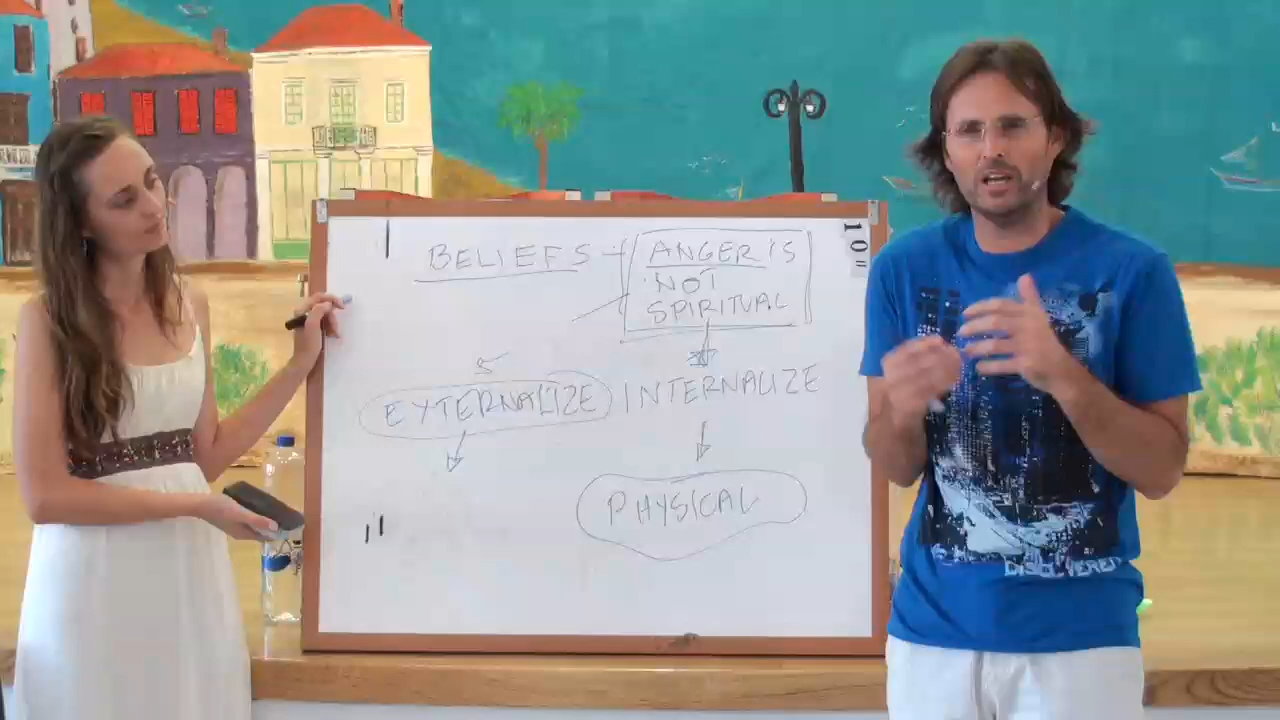 BELIEFS - ANGER IS
NOT
SPIRITUAL
EXTERNALIZE INTERNALIZE
PHYSICAL
10=